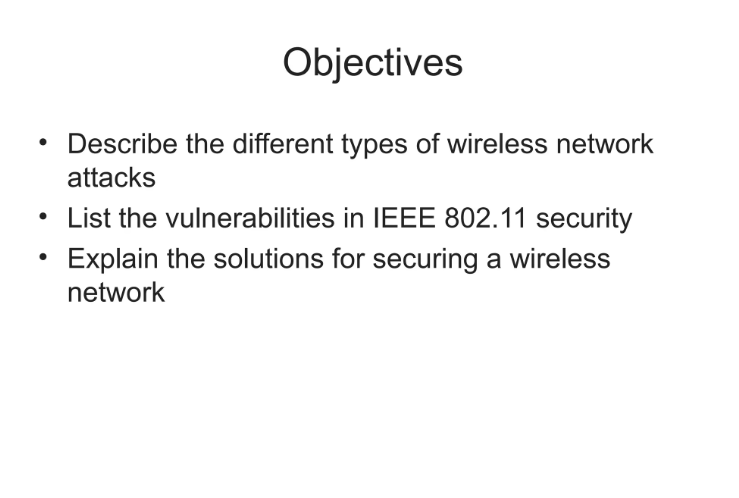 Objectives
• Describe the different types of wireless network
attacks
• List the vulnerabilities in IEEE 802.11 security
• Explain the solutions for securing a wireless
network